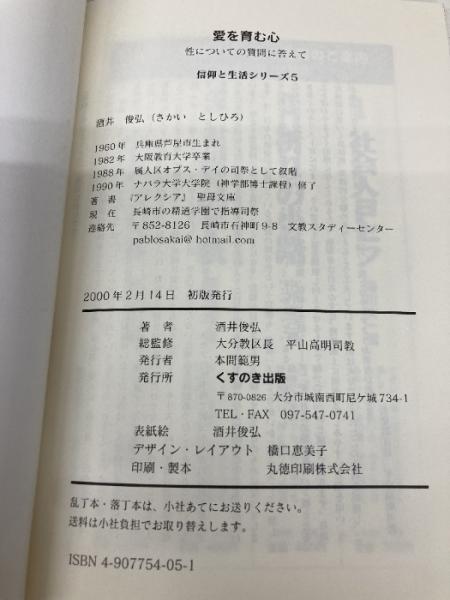 愛を育む心
性についての質問に答えて
信仰と生活シリーズ5
酒井 俊弘(さかい としひろ)
1960年 兵庫県芦屋市生まれ
1982年 大阪教育大学卒業
1988年 属人区オプス・デイの司祭として叙階
1990年 ナバラ大学大学院(神学部博士課程)修了
著書 『アレクシア』 聖母文庫
現在 長崎市の精道学園で指導司祭
連絡先 〒852-8126 長崎市石神町9-8 文教スタディーセンター
pablosakai@hotmail.com
2000年2月14日 初版発行
著者 酒井俊弘
総監修 大分教区長 平山高明司教
発行者 本間範男
発行所 くすのき出版
〒870-0826 大分市城南西町尼ケ城734-1
TEL・FAX 097-547-0741
表紙絵 酒井俊弘
デザイン・レイアウト 橋口恵美子
印刷・製本 丸徳印刷株式会社
乱丁本・落丁本は、小社あてにお送りください。
送料は小社負担でお取り替えします。
ISBN 4-907754-05-1